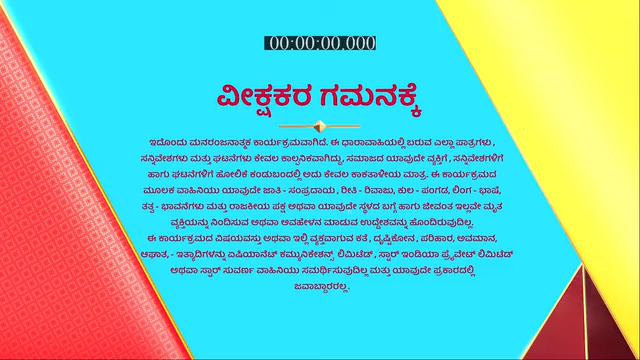 00:00:00.000
ವೀಕ್ಷಕರ ಗಮನಕ್ಕೆ
ಇದೊಂದು ಮನರಂಜನಾತ್ಮಕ ಕಾರ್ಯಕ್ರಮವಾಗಿದೆ. ಈ ಧಾರಾವಾಹಿಯಲ್ಲಿ ಬರುವ ಎಲ್ಲಾ ಪಾತ್ರಗಳು ,
ಸನ್ನಿವೇಶಗಳು ಮತ್ತು ಘಟನೆಗಳು ಕೇವಲ ಕಾಲ್ಪನಿಕವಾಗಿದ್ದು, ಸಮಾಜದ ಯಾವುದೇ ವ್ಯಕ್ತಿಗೆ , ಸನ್ನಿವೇಶಗಳಿಗೆ
ಹಾಗು ಘಟನೆಗಳಿಗೆ ಹೋಲಿಕೆ ಕಂಡುಬಂದಲ್ಲಿ ಅದು ಕೇವಲ ಕಾಕತಾಳೀಯ ಮಾತ್ರ. ಈ ಕಾರ್ಯಕ್ರಮದ
ಮೂಲಕ ವಾಹಿನಿಯು ಯಾವುದೇ ಜಾತಿ - ಸಂಪ್ರದಾಯ , ರೀತಿ - ರಿವಾಜು, ಕುಲ - ಪಂಗಡ, ಲಿಂಗ - ಭಾಷೆ,
ತತ್ವ - ಭಾವನೆಗಳು ಮತ್ತು ರಾಜಕೀಯ ಪಕ್ಷ ಅಥವಾ ಯಾವುದೇ ಸ್ಥಳದ ಬಗ್ಗೆ ಹಾಗು ಜೀವಂತ ಇಲ್ಲವೇ ಮೃತ
ವ್ಯಕ್ತಿಯನ್ನು ನಿಂದಿಸುವ ಅಥವಾ ಅವಹೇಳನ ಮಾಡುವ ಉದ್ದೇಶವನ್ನು ಹೊಂದಿರುವುದಿಲ್ಲ.
ಈ ಕಾರ್ಯಕ್ರಮದ ವಿಷಯವಸ್ತು ಅಥವಾ ಇಲ್ಲಿ ವ್ಯಕ್ತವಾಗುವ ಕತೆ , ದೃಷ್ಟಿಕೋನ , ಪರಿಹಾರ, ಅವಮಾನ,
ಆಘಾತ, - ಇತ್ಯಾದಿಗಳನ್ನು ಏಷಿಯಾನೆಟ್ ಕಮ್ಯುನಿಕೇಶನ್ಸ್ ಲಿಮಿಟೆಡ್ , ಸ್ಟಾರ್ ಇಂಡಿಯಾ ಪ್ರೈವೇಟ್ ಲಿಮಿಟೆಡ್
ಅಥವಾ ಸ್ಟಾರ್ ಸುವರ್ಣ ವಾಹಿನಿಯು ಸಮರ್ಥಿಸುವುದಿಲ್ಲ ಮತ್ತು ಯಾವುದೇ ಪ್ರಕಾರದಲ್ಲಿ
ಜವಾಬ್ದಾರರಲ್ಲ.